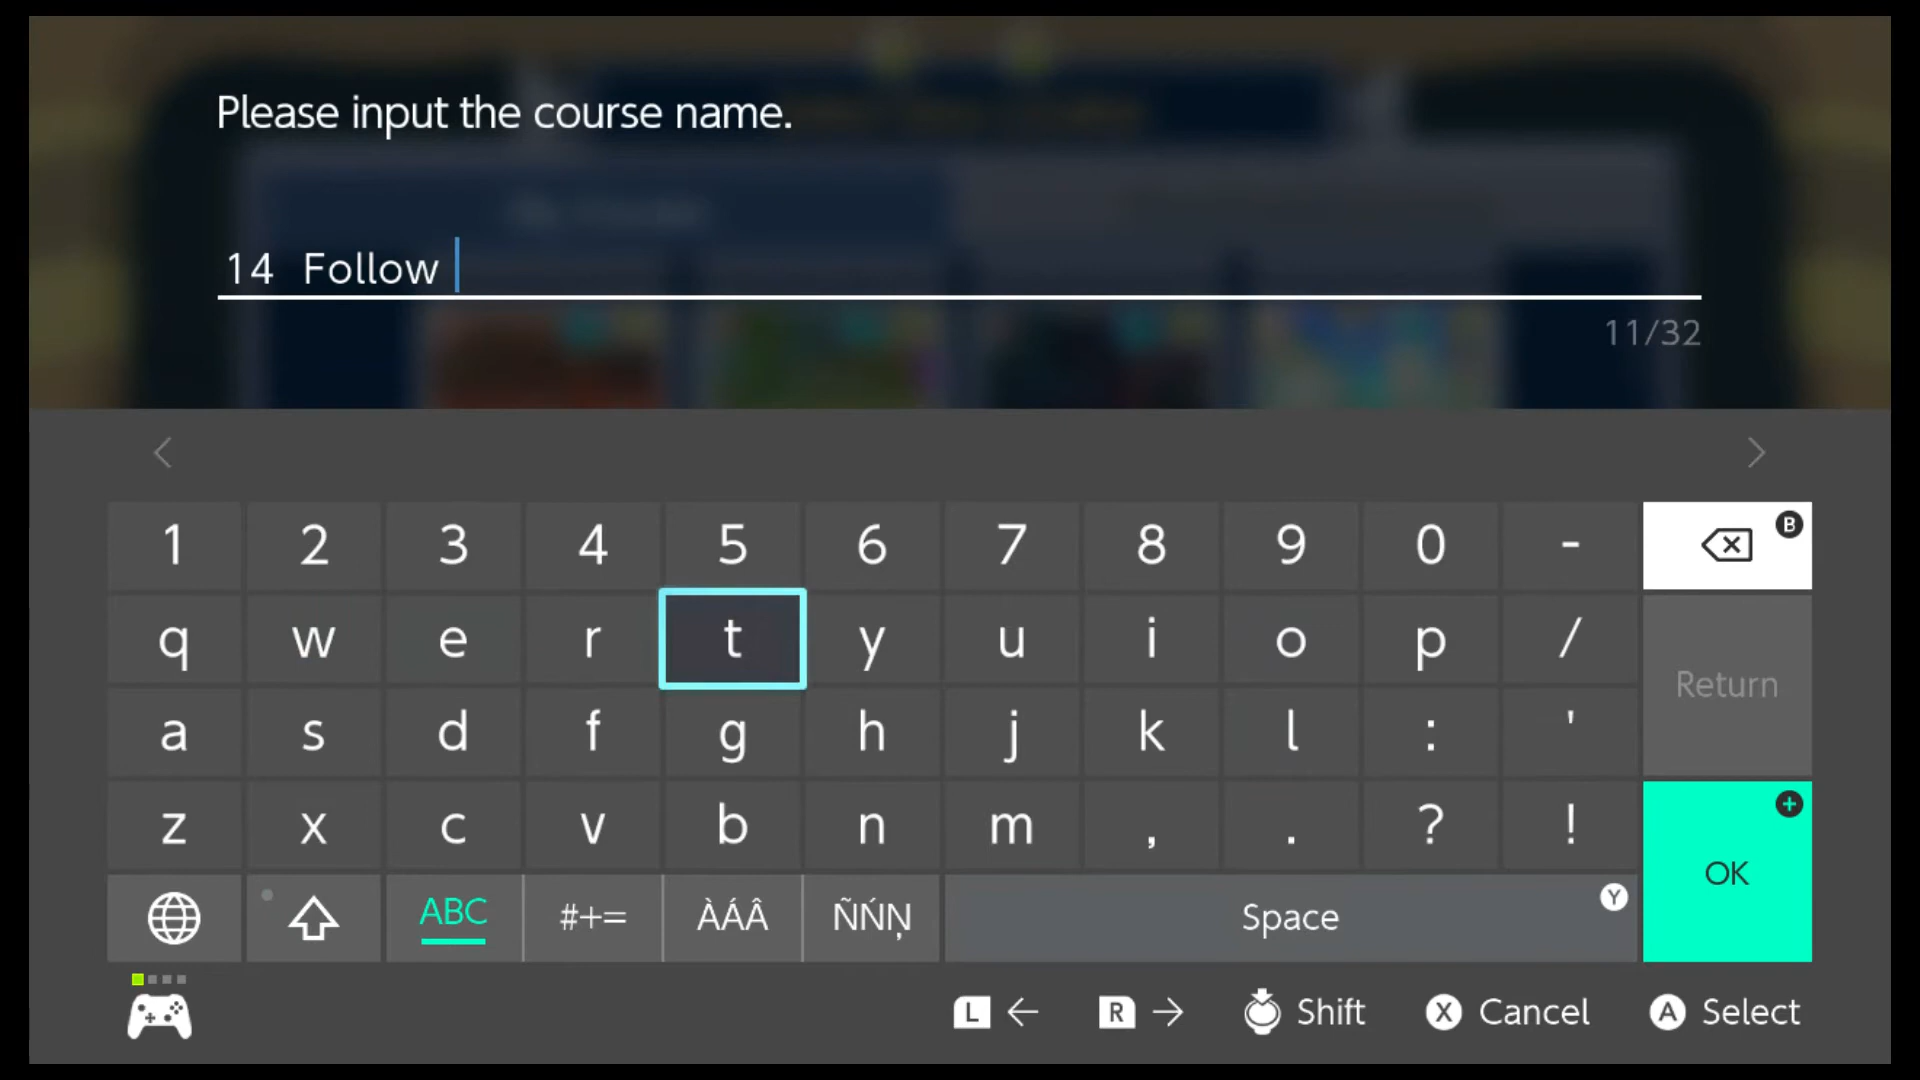 Please input the course name.
14  Follow
11/32
1 2 3 4 5 6 7 8 9 0 - B
q w e r t y u i o p /
Return
a s d f g h j k l : '
z x c v b n m , . ? ! +
OK
ABC #+= ÀÁÂ ÑŃŅ Space Y
L ← R → Shift X Cancel A Select